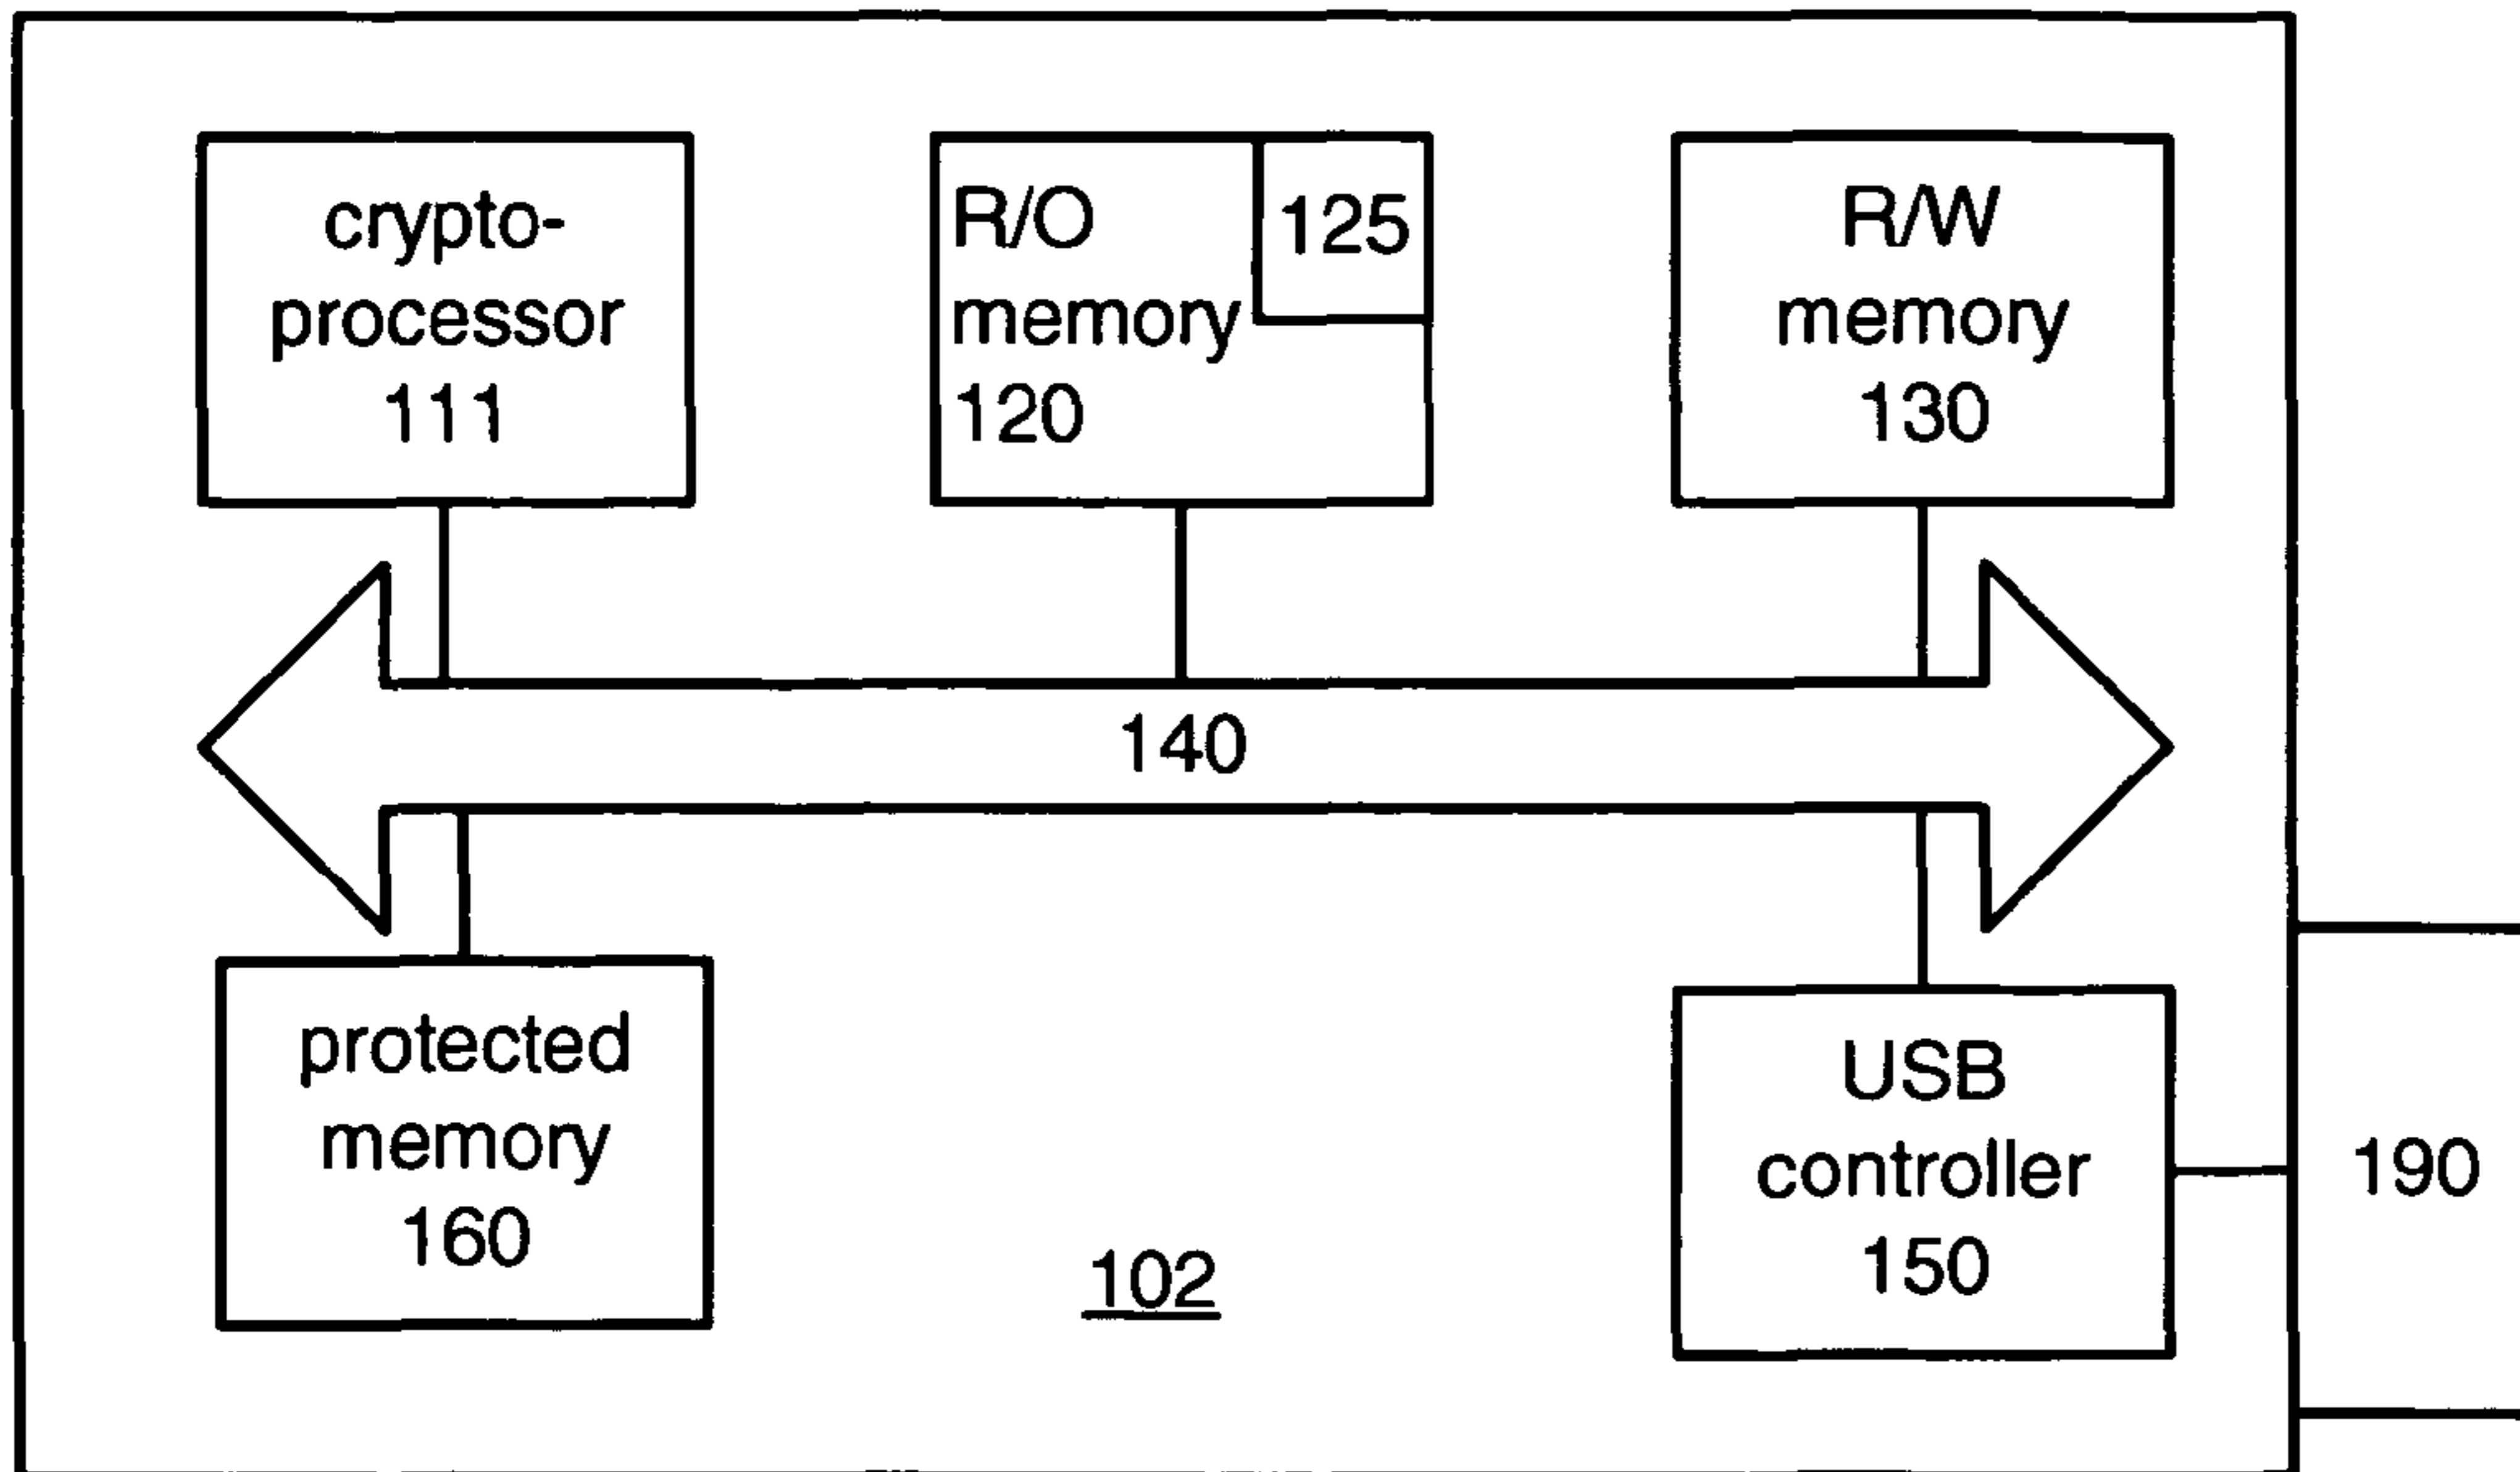 crypto-
processor
111
R/O
memory
120
125
R/W
memory
130
140
protected
memory
160
102
USB
controller
150
190